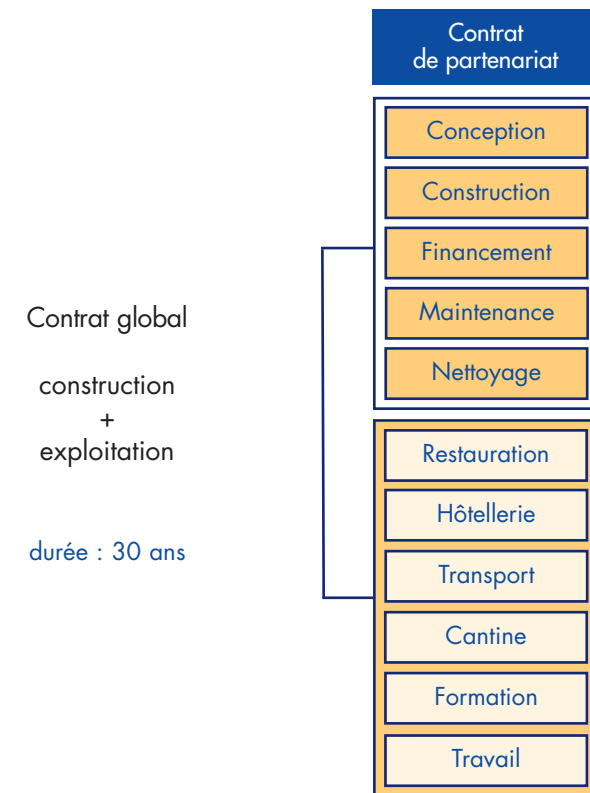 Contrat
de partenariat
Conception
Construction
Financement
Maintenance
Nettoyage
Restauration
Hôtellerie
Transport
Cantine
Formation
Travail
Contrat global
construction
+
exploitation
durée : 30 ans